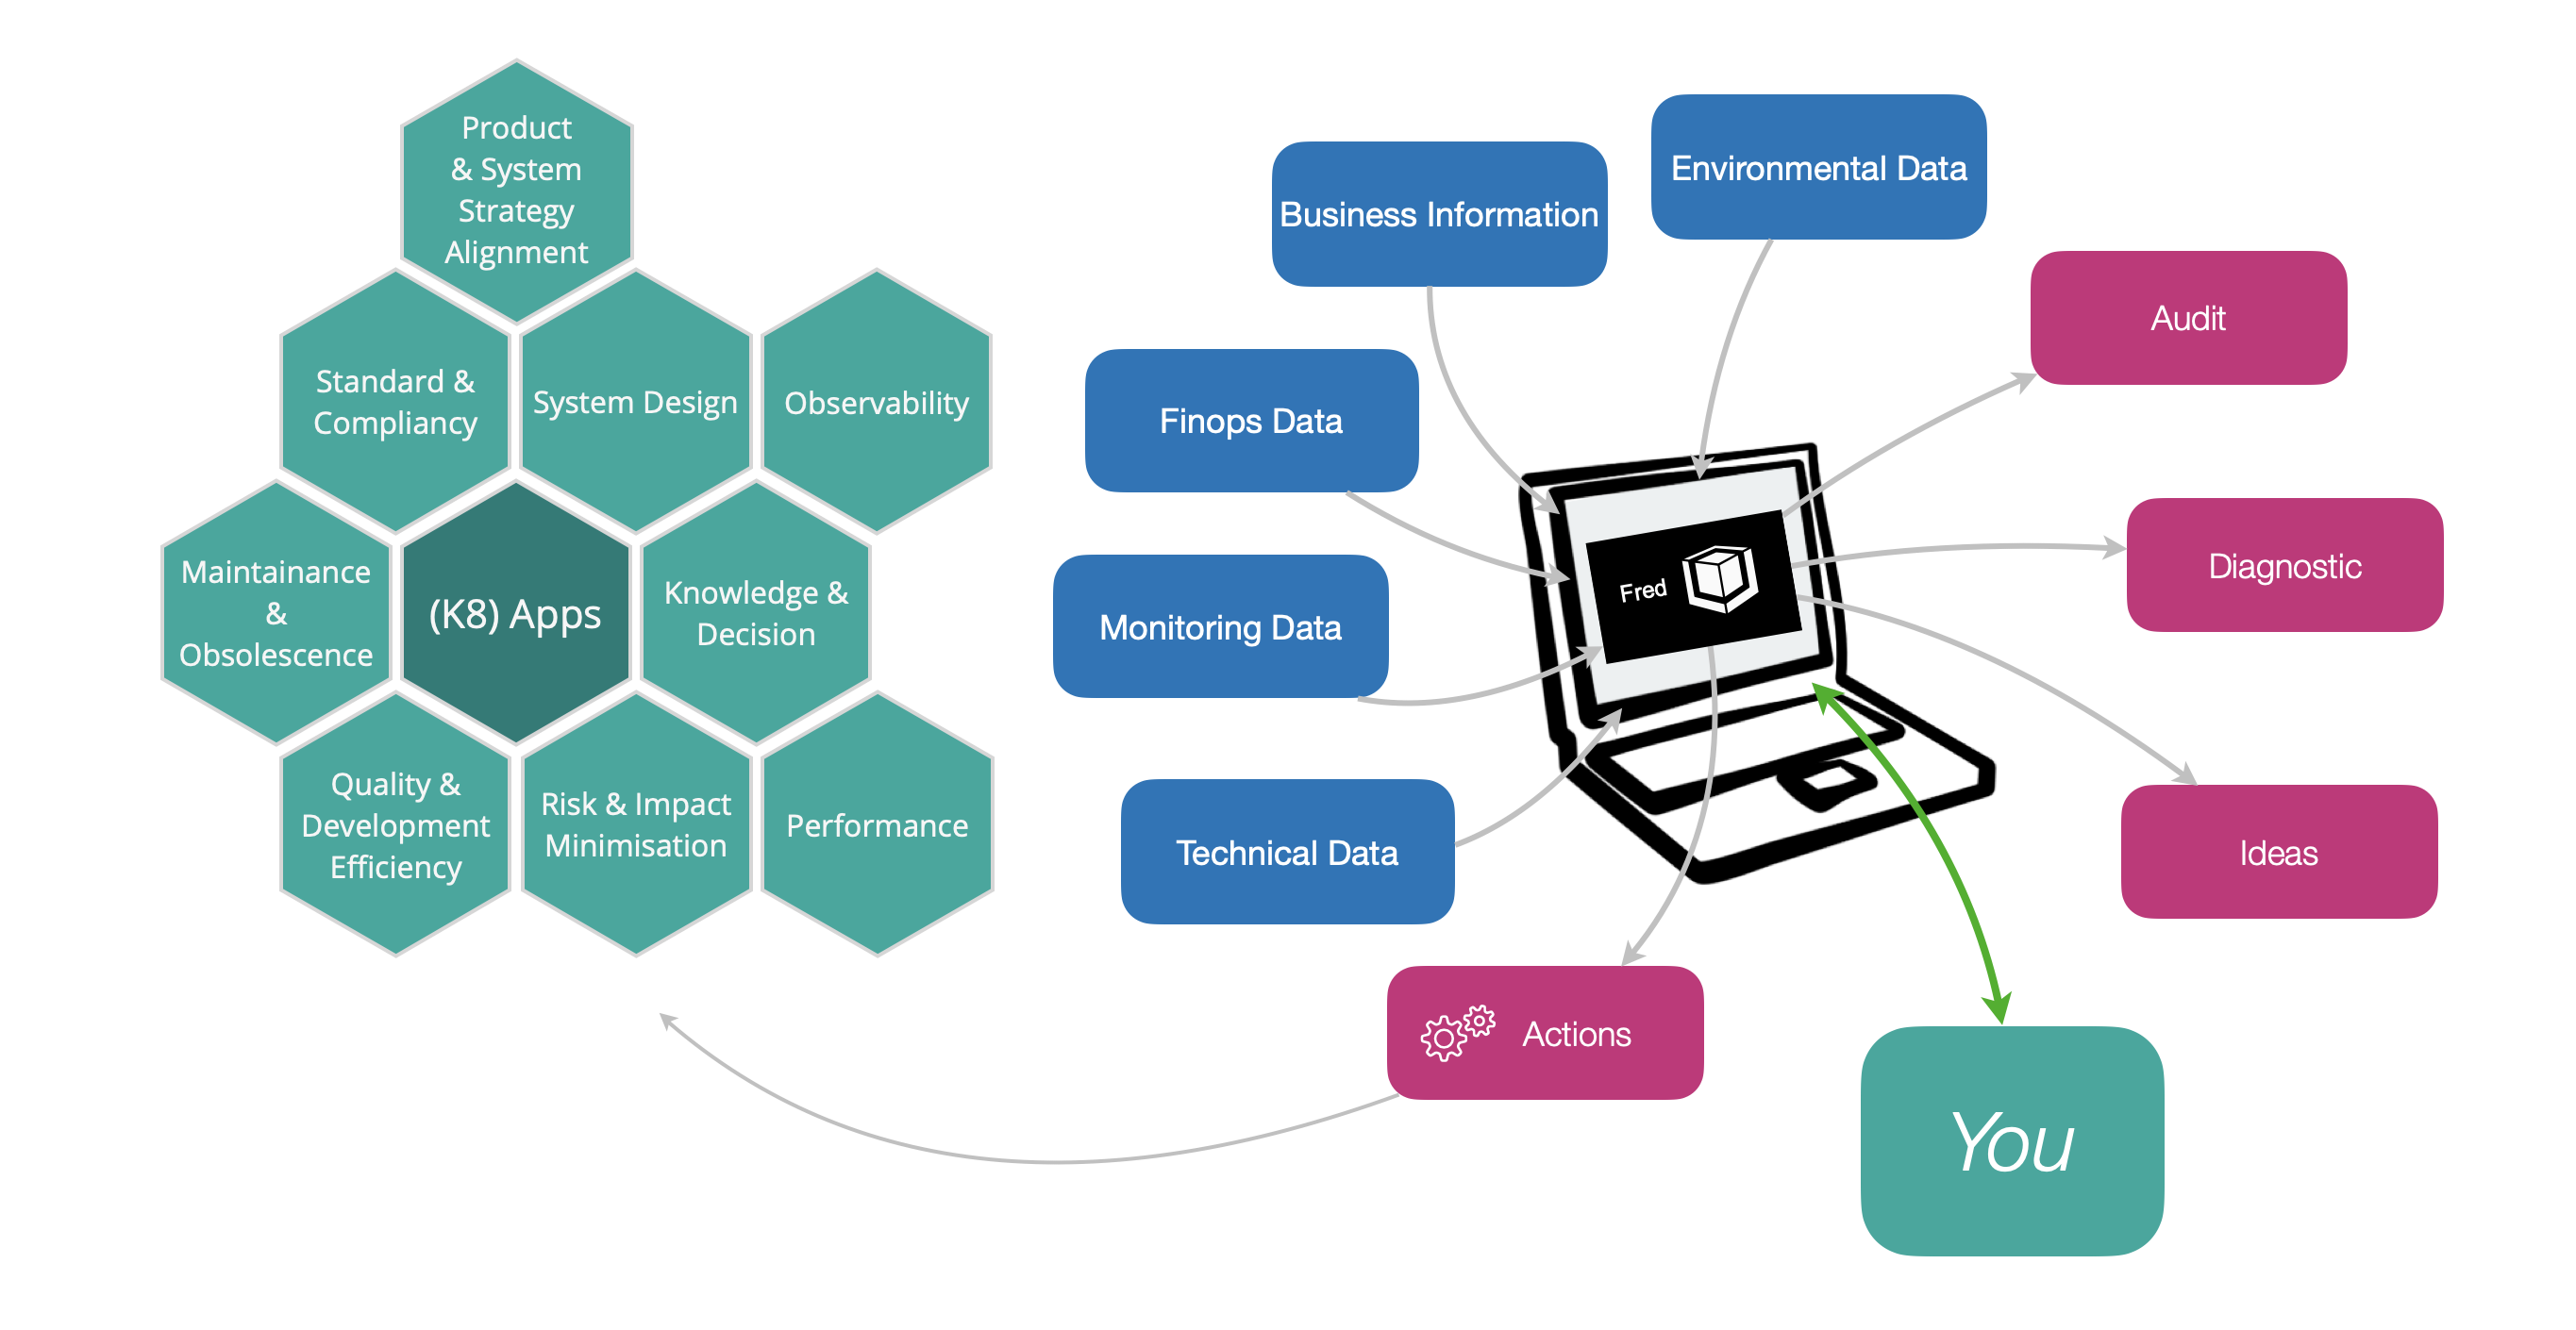 Product
& System
Strategy
Alignment
Standard &
Compliancy
System Design
Observability
Maintainance
&
Obsolescence
(K8) Apps
Knowledge &
Decision
Quality &
Development
Efficiency
Risk & Impact
Minimisation
Performance
Business Information
Environmental Data
Finops Data
Monitoring Data
Technical Data
Fred
Audit
Diagnostic
Ideas
Actions
You